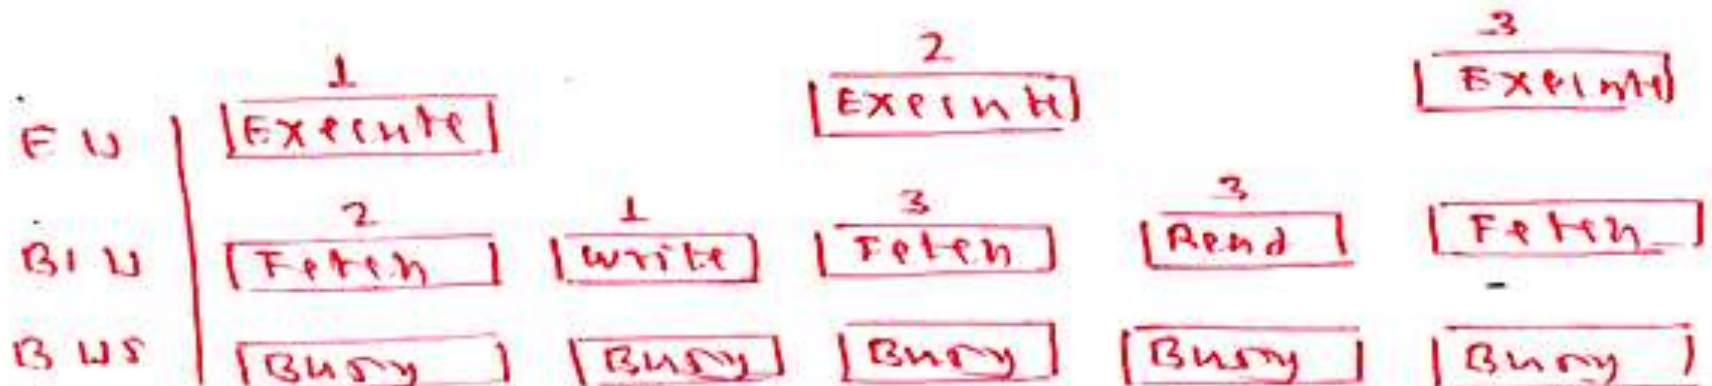 1 2 3
EU Execute Execute Execute
2 1 3 3
BIU Fetch Write Fetch Read Fetch
BUS Busy Busy Busy Busy Busy